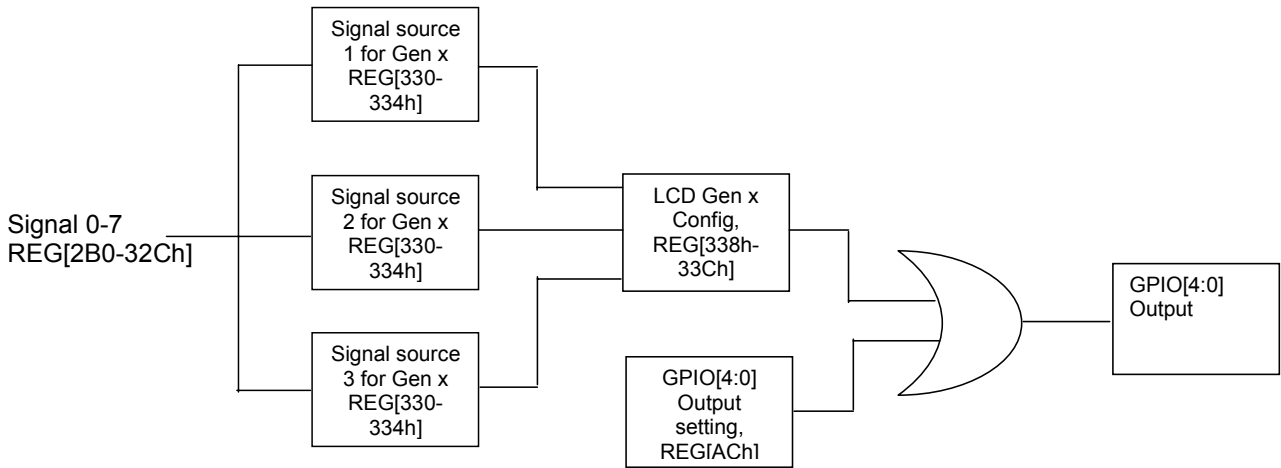 Signal 0-7
REG[2B0-32Ch]
Signal source
1 for Gen x
REG[330-
334h]
Signal source
2 for Gen x
REG[330-
334h]
Signal source
3 for Gen x
REG[330-
334h]
LCD Gen x
Config,
REG[338h-
33Ch]
GPIO[4:0]
Output
setting,
REG[ACh]
GPIO[4:0]
Output